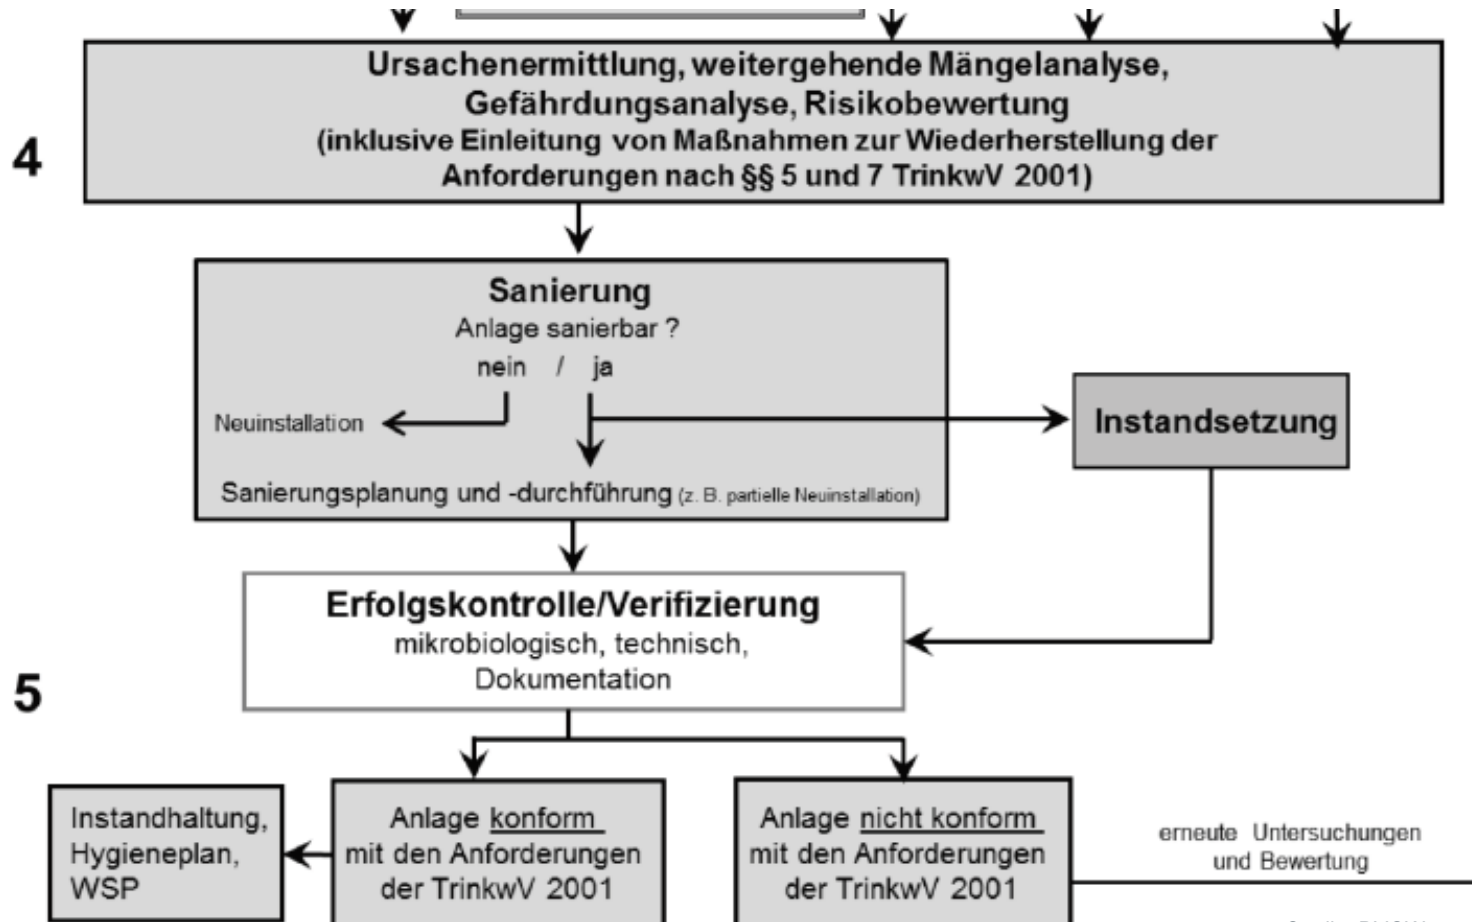 4
Ursachenermittlung, weitergehende Mängelanalyse,
Gefährdungsanalyse, Risikobewertung
(inklusive Einleitung von Maßnahmen zur Wiederherstellung der
Anforderungen nach §§ 5 und 7 TrinkwV 2001)
Sanierung
Anlage sanierbar ?
nein / ja
Neuinstallation
Instandsetzung
Sanierungsplanung und -durchführung (z. B. partielle Neuinstallation)
5
Erfolgskontrolle/Verifizierung
mikrobiologisch, technisch,
Dokumentation
Instandhaltung,
Hygieneplan,
WSP
Anlage konform
mit den Anforderungen
der TrinkwV 2001
Anlage nicht konform
mit den Anforderungen
der TrinkwV 2001
erneute Untersuchungen
und Bewertung